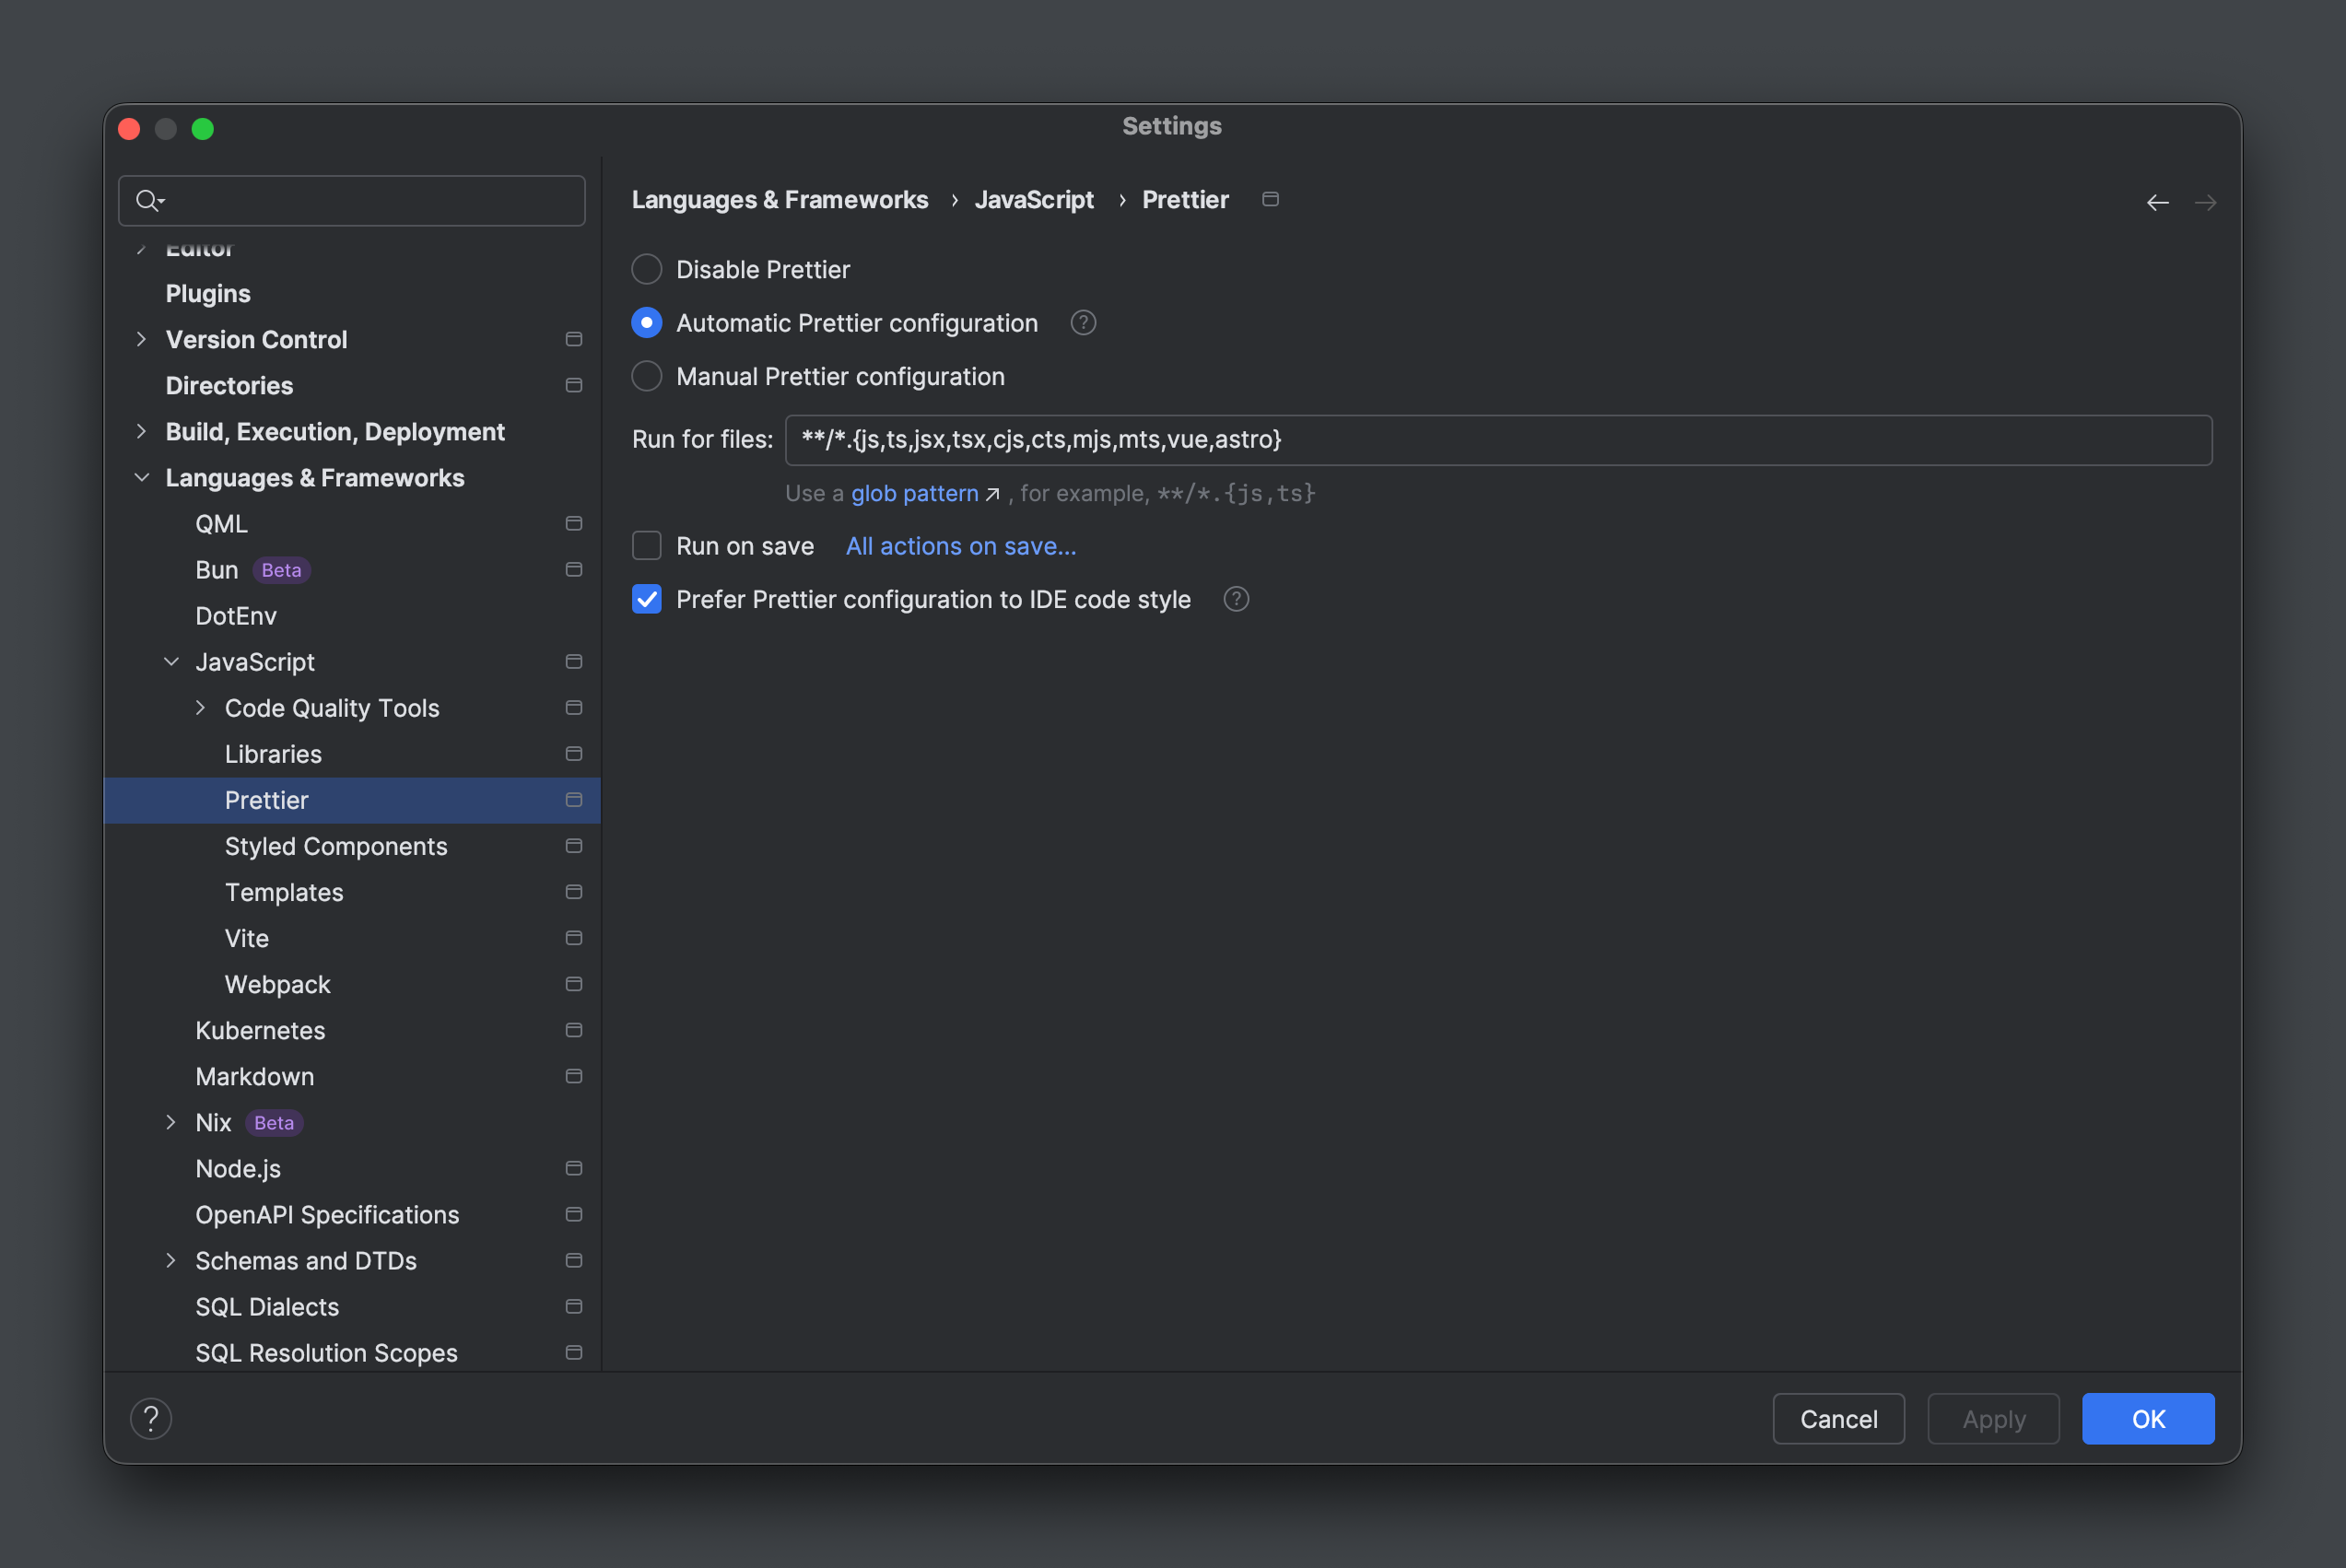 Settings
Editor
Plugins
Version Control
Directories
Build, Execution, Deployment
Languages & Frameworks
QML
Bun Beta
DotEnv
JavaScript
Code Quality Tools
Libraries
Prettier
Styled Components
Templates
Vite
Webpack
Kubernetes
Markdown
Nix Beta
Node.js
OpenAPI Specifications
Schemas and DTDs
SQL Dialects
SQL Resolution Scopes
Languages & Frameworks › JavaScript › Prettier
Disable Prettier
Automatic Prettier configuration ?
Manual Prettier configuration
Run for files: **/*.{js,ts,jsx,tsx,cjs,cts,mjs,mts,vue,astro}
Use a glob pattern ↗ , for example, **/*.{js,ts}
Run on save All actions on save...
Prefer Prettier configuration to IDE code style ?
? Cancel Apply OK